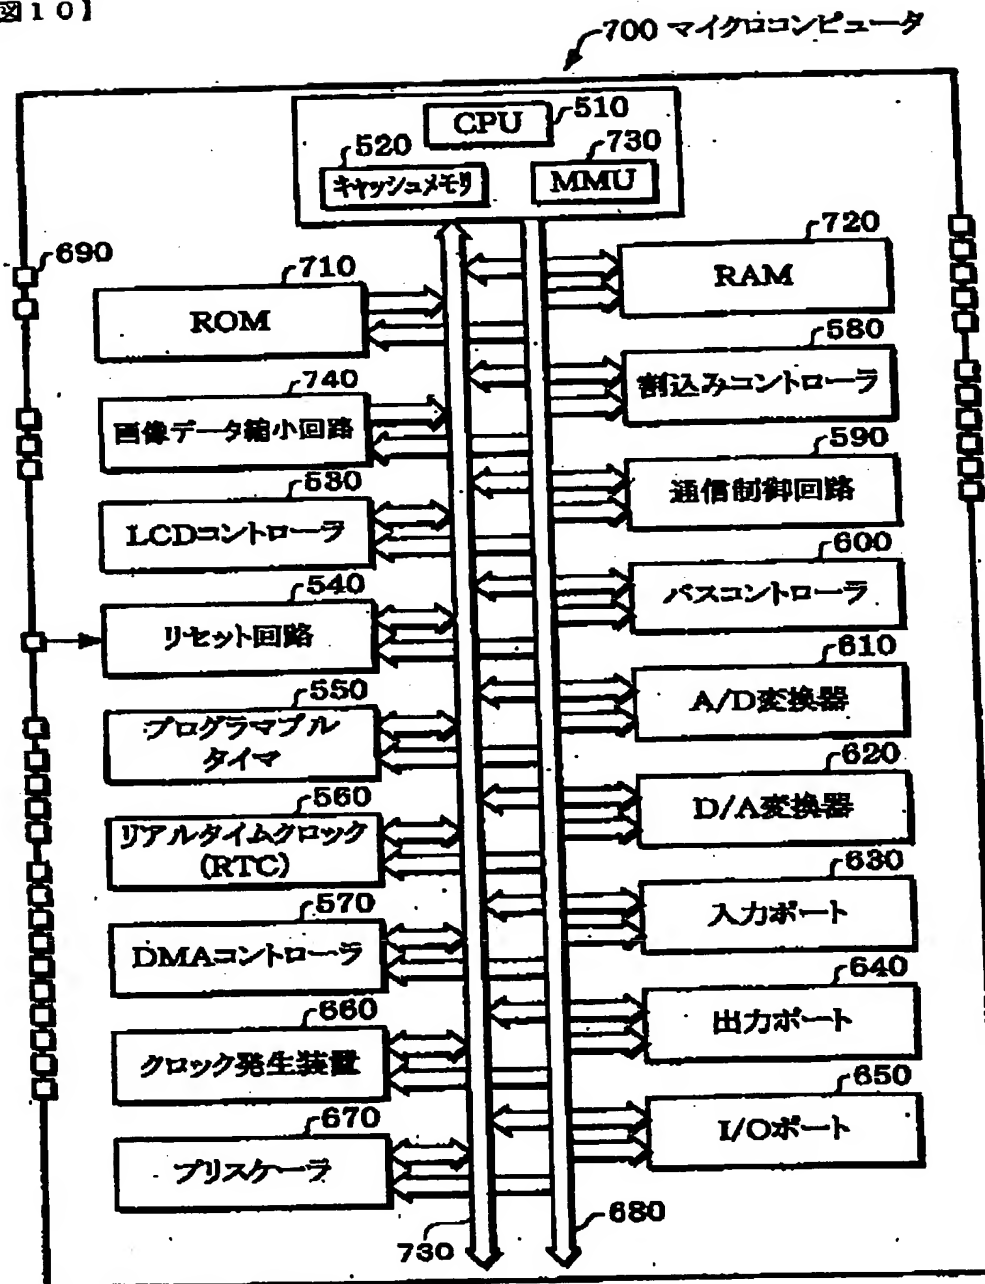 図10】
700 マイクロコンピュータ
CPU
510
520
キャッシュメモリ
730
MMU
690
710
ROM
720
RAM
740
画像データ縮小回路
580
割込みコントローラ
530
LCDコントローラ
590
通信制御回路
540
リセット回路
600
バスコントローラ
550
プログラマブル
タイマ
610
A/D変換器
560
リアルタイムクロック
(RTC)
620
D/A変換器
570
DMAコントローラ
630
入力ポート
660
クロック発生装置
640
出力ポート
670
プリスケーラ
650
I/Oポート
730
680